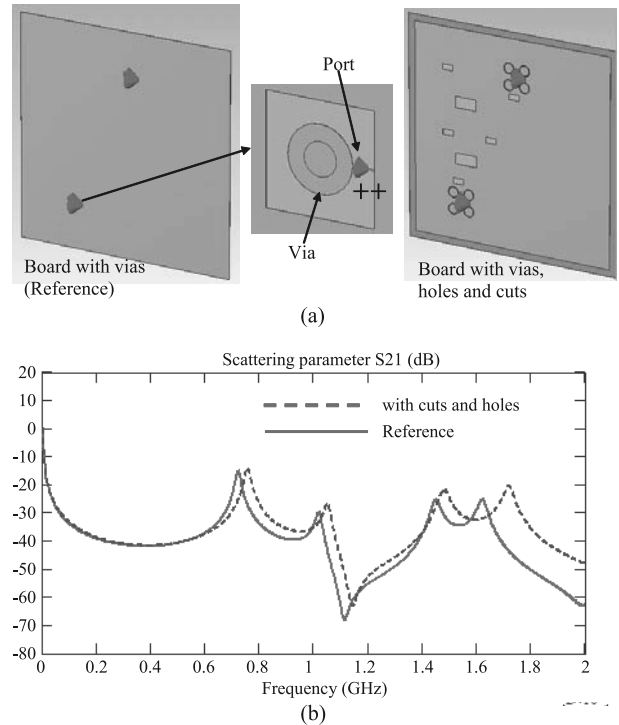 Port
Via
Board with vias
(Reference)
Board with vias,
holes and cuts
(a)
Scattering parameter S21 (dB)
with cuts and holes
Reference
20
10
0
-10
-20
-30
-40
-50
-60
-70
-80
0 0.2 0.4 0.6 0.8 1 1.2 1.4 1.6 1.8 2
Frequency (GHz)
(b)